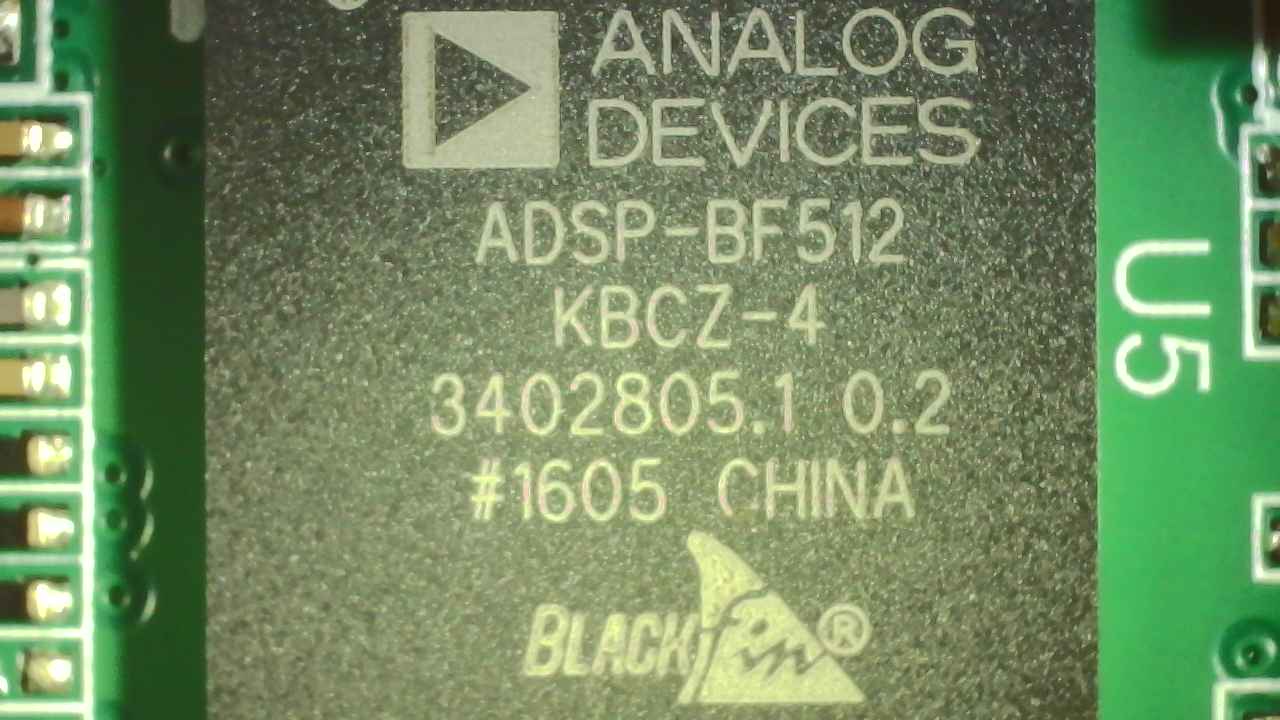 ANALOG
DEVICES
ADSP-BF512
KBCZ-4
3402805.1 0.2
#1605 CHINA
BLACKfin®
U5